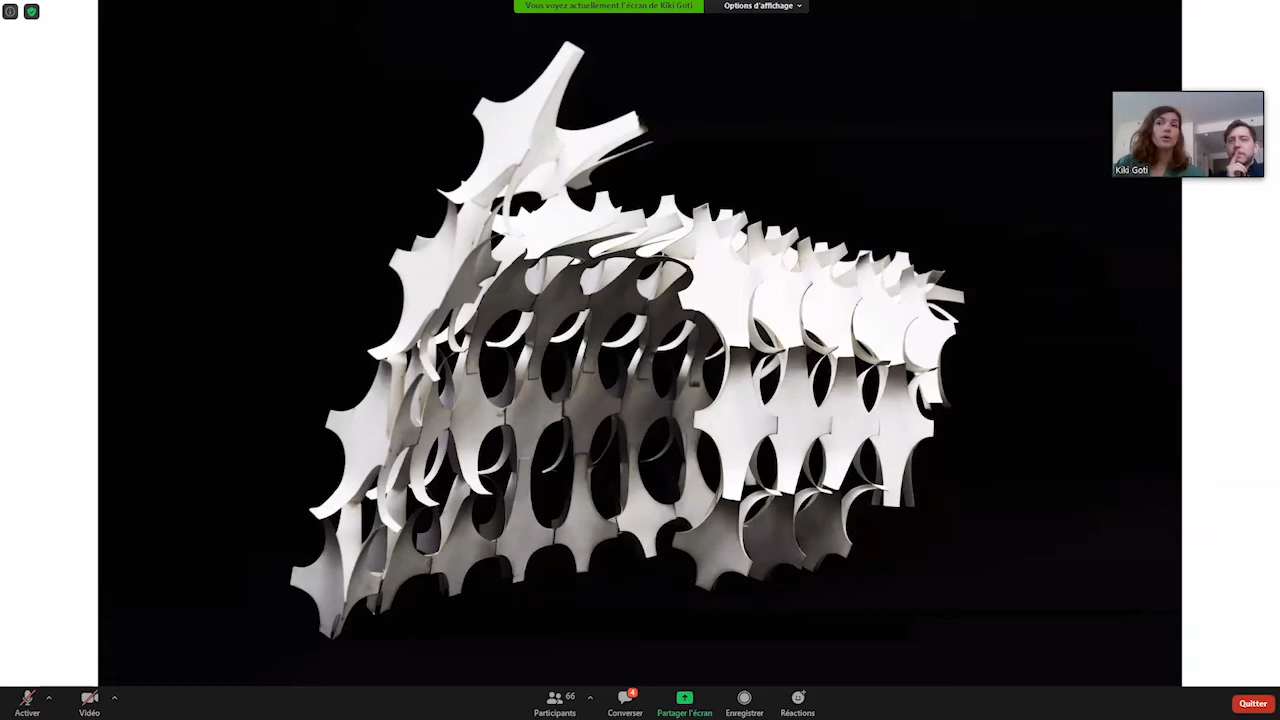 Vous voyez actuellement l'écran de Kiki Goti
Options d'affichage
Kiki Goti
Activer
Vidéo
66
Participants
4
Converser
Partager l'écran
Enregistrer
Réactions
Quitter